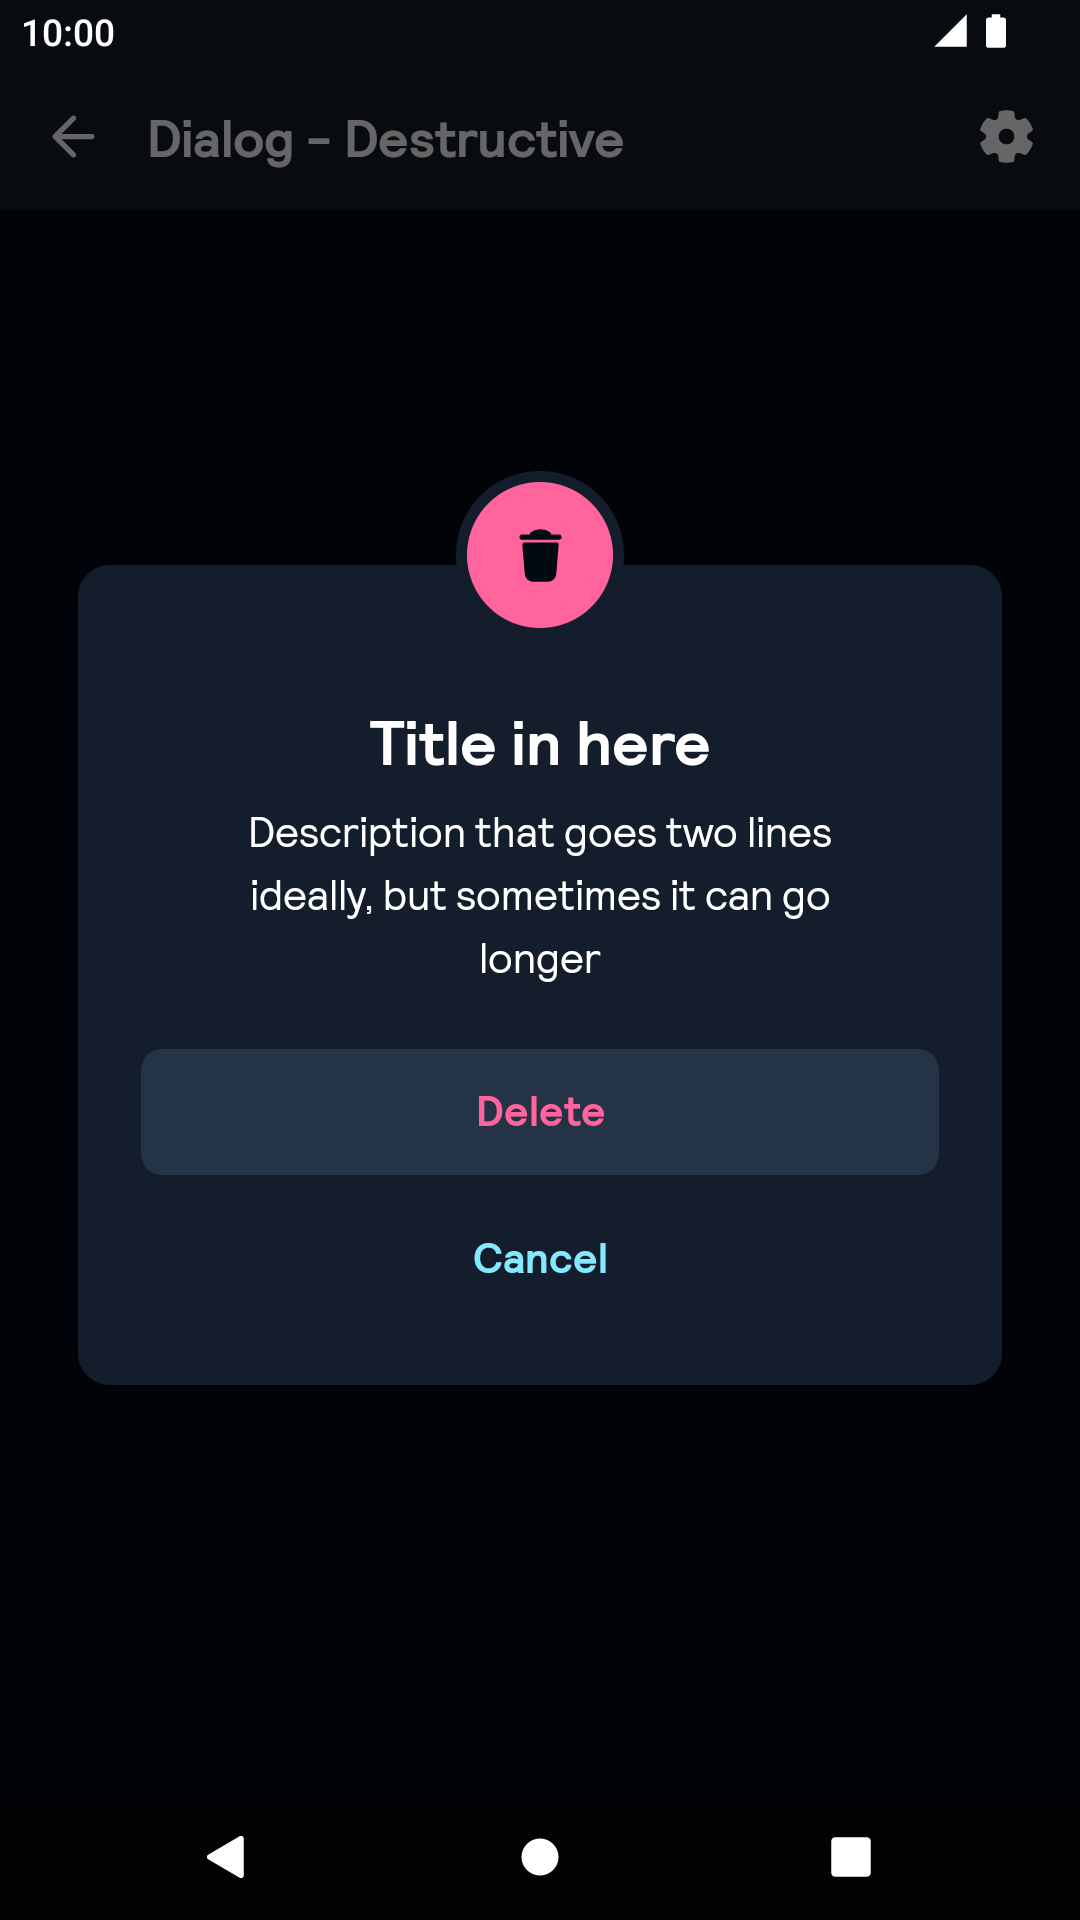 10:00
Dialog - Destructive
Title in here
Description that goes two lines
ideally, but sometimes it can go
longer
Delete
Cancel